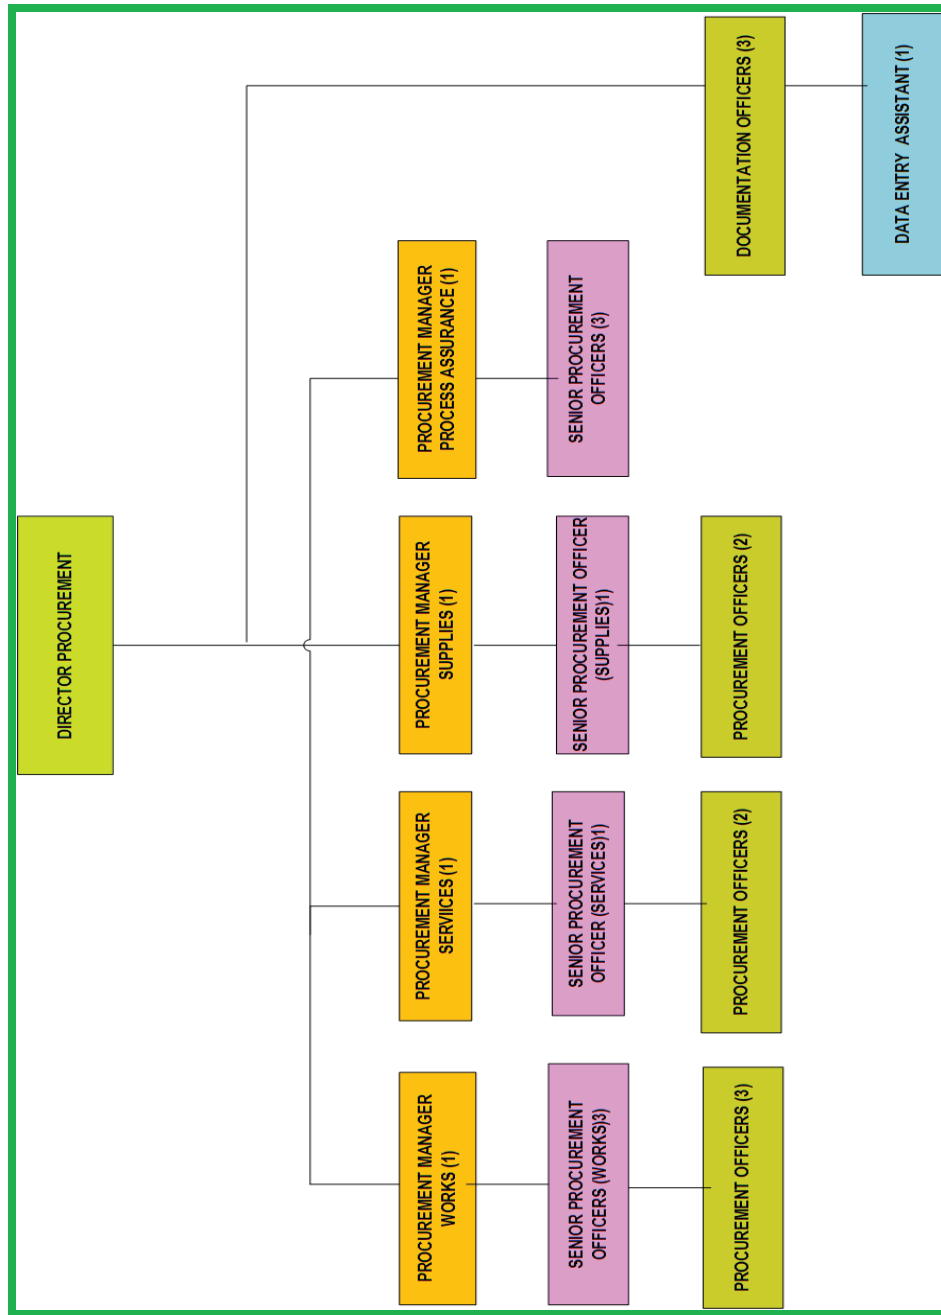 DIRECTOR PROCUREMENT
PROCUREMENT MANAGER
WORKS (1)
PROCUREMENT MANAGER
SERVIICES (1)
PROCUREMENT MANAGER
SUPPLIES (1)
PROCUREMENT MANAGER
PROCESS ASSURANCE (1)
SENIOR PROCUREMENT
OFFICERS (WORKS)3)
SENIOR PROCUREMENT
OFFICER (SERVICES)1)
SENIOR PROCUREMENT OFFICER
(SUPPLIES)1)
SENIOR PROCUREMENT
OFFICERS (3)
PROCUREMENT OFFICERS (3)
PROCUREMENT OFFICERS (2)
PROCUREMENT OFFICERS (2)
DOCUMENTATION OFFICERS (3)
DATA ENTRY ASSISTANT (1)